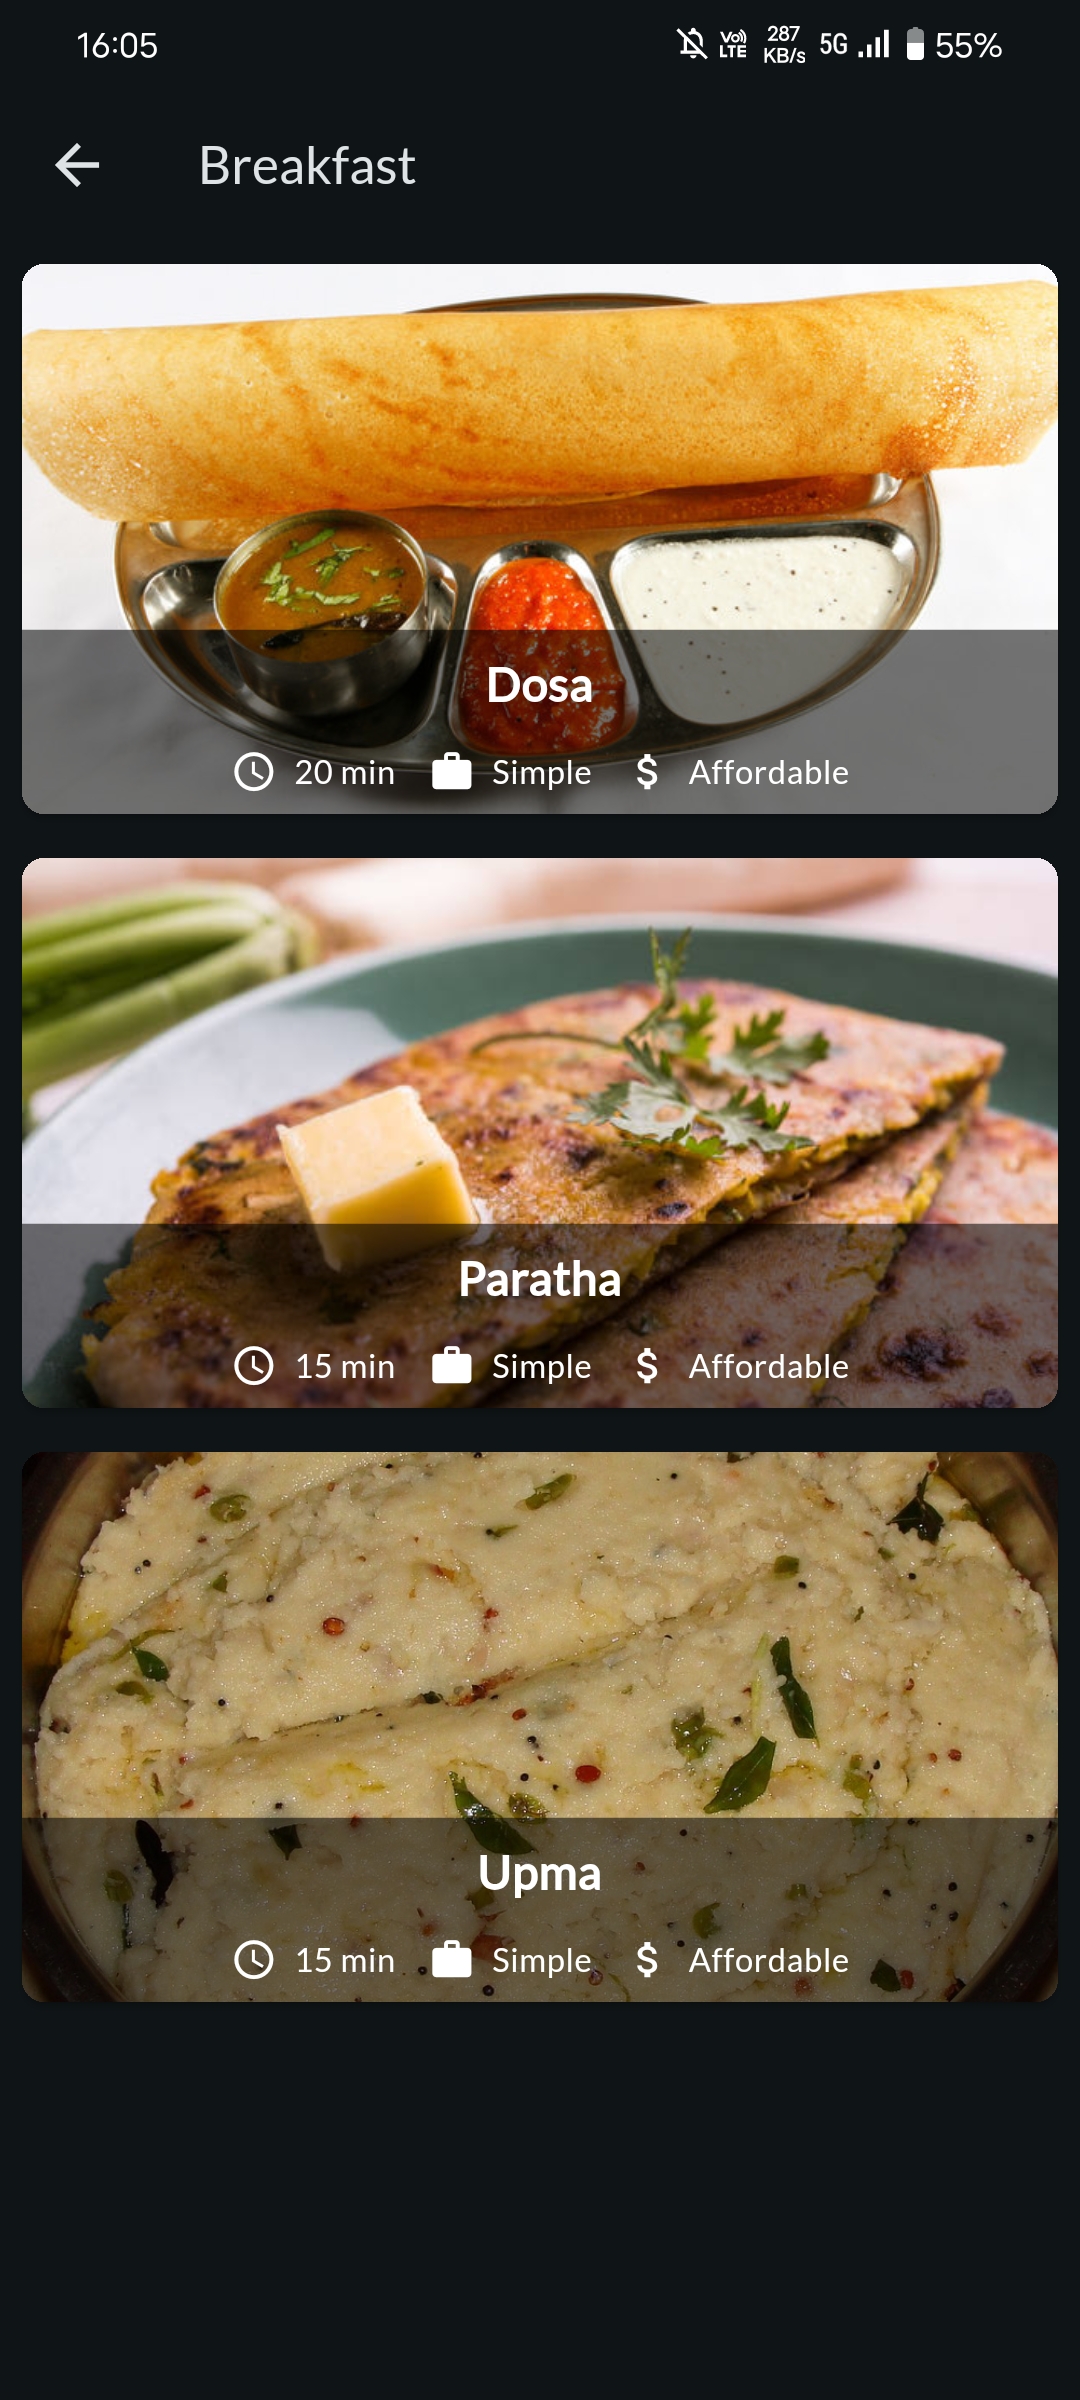 16:05 Vo)) LTE 287 KB/s 5G 55%
Breakfast
Dosa
20 min Simple $ Affordable
Paratha
15 min Simple $ Affordable
Upma
15 min Simple $ Affordable